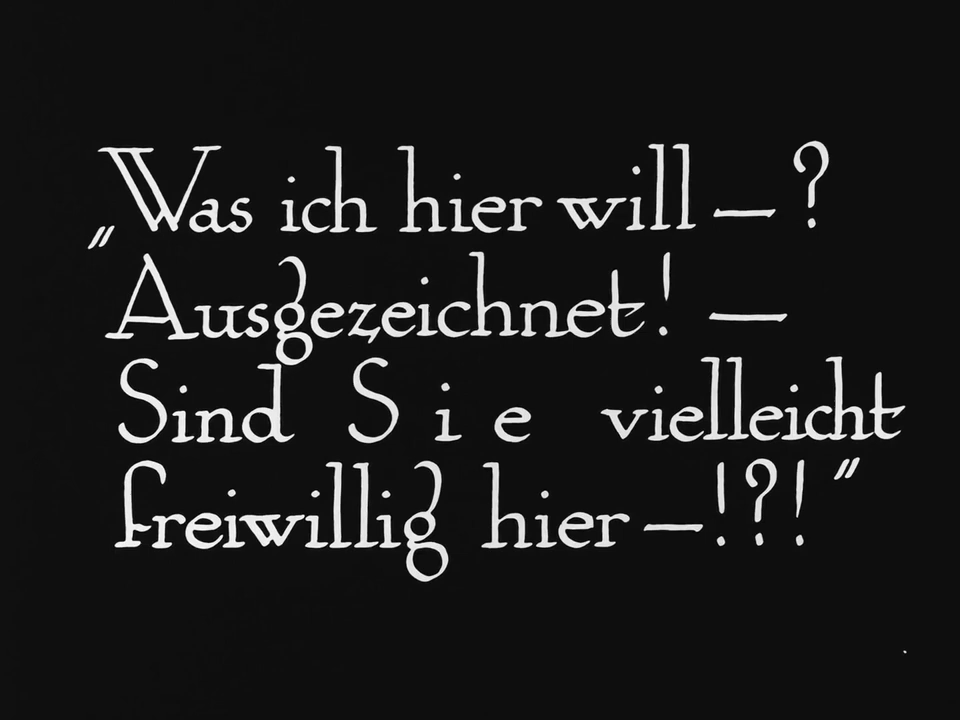 „Was ich hier will — ?
Ausgezeichnet! —
Sind S i e vielleicht
freiwillig hier — !?!"